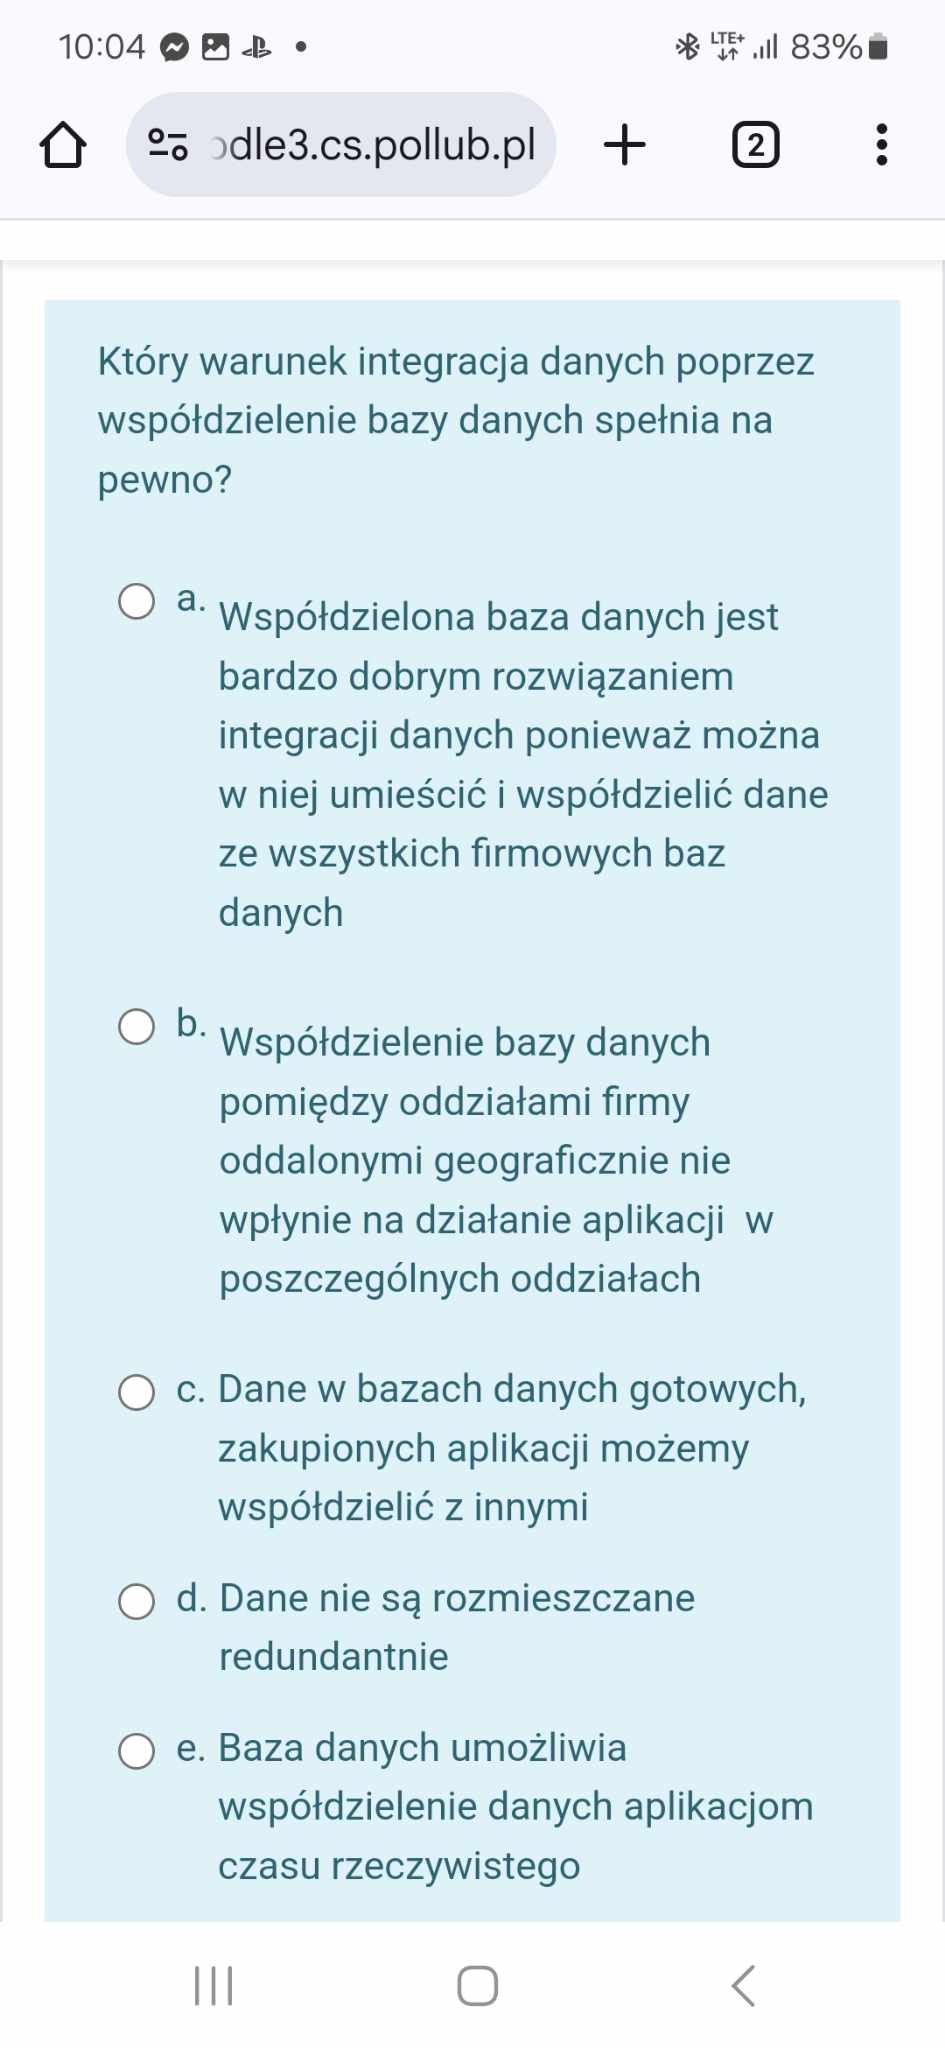 10:04 LTE+ 83%
odle3.cs.pollub.pl 2
Który warunek integracja danych poprzez
współdzielenie bazy danych spełnia na
pewno?
a. Współdzielona baza danych jest
bardzo dobrym rozwiązaniem
integracji danych ponieważ można
w niej umieścić i współdzielić dane
ze wszystkich firmowych baz
danych
b. Współdzielenie bazy danych
pomiędzy oddziałami firmy
oddalonymi geograficznie nie
wpłynie na działanie aplikacji  w
poszczególnych oddziałach
c. Dane w bazach danych gotowych,
zakupionych aplikacji możemy
współdzielić z innymi
d. Dane nie są rozmieszczane
redundantnie
e. Baza danych umożliwia
współdzielenie danych aplikacjom
czasu rzeczywistego